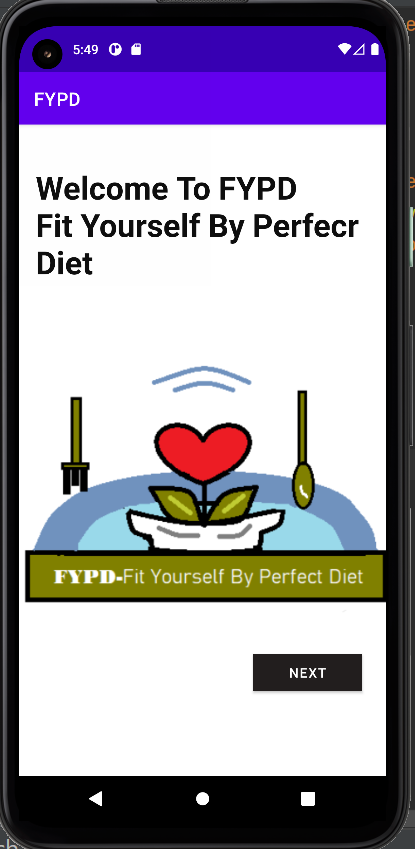 5:49
FYPD
Welcome To FYPD
Fit Yourself By Perfecr
Diet
FYPD-Fit Yourself By Perfect Diet
NEXT